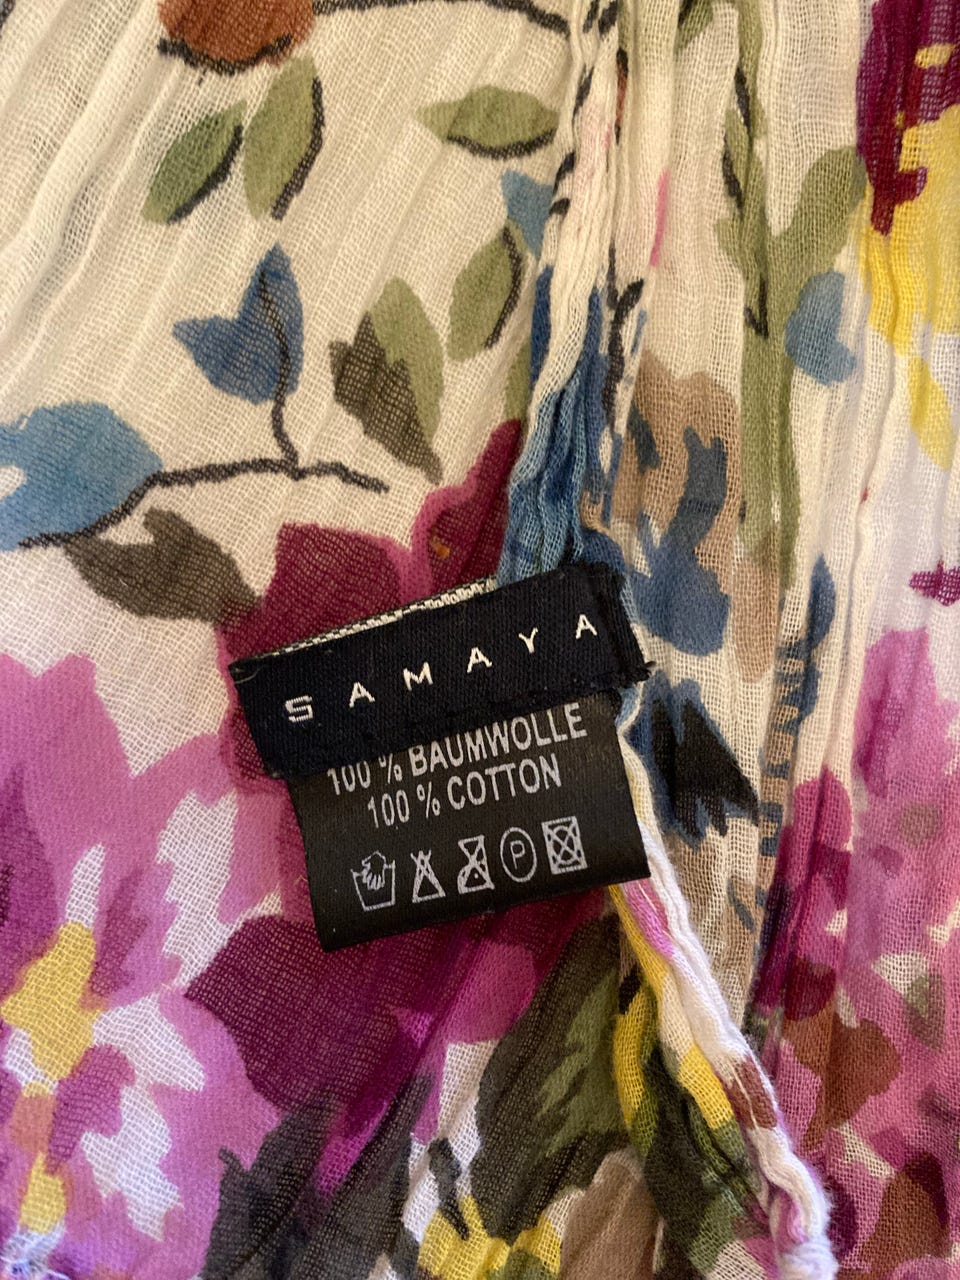 SAMAYA
100 % BAUMWOLLE
100 % COTTON
P